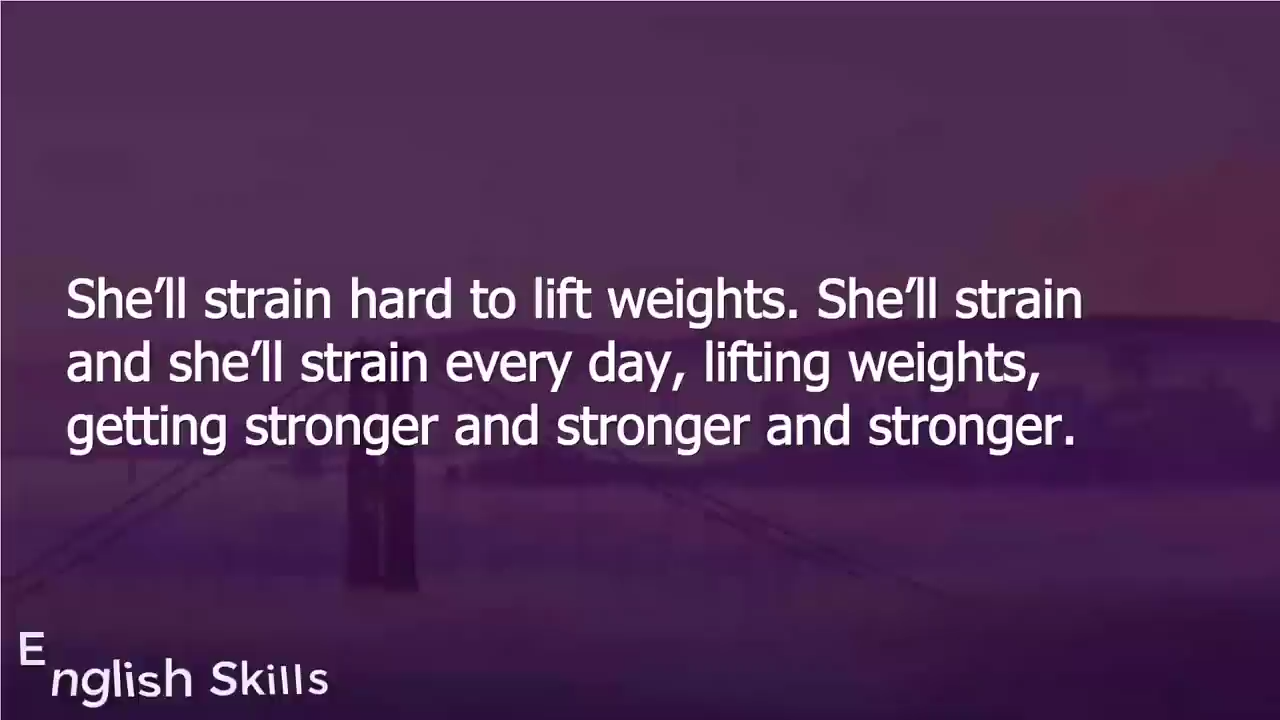 She’ll strain hard to lift weights. She’ll strain
and she’ll strain every day, lifting weights,
getting stronger and stronger and stronger.
English Skills